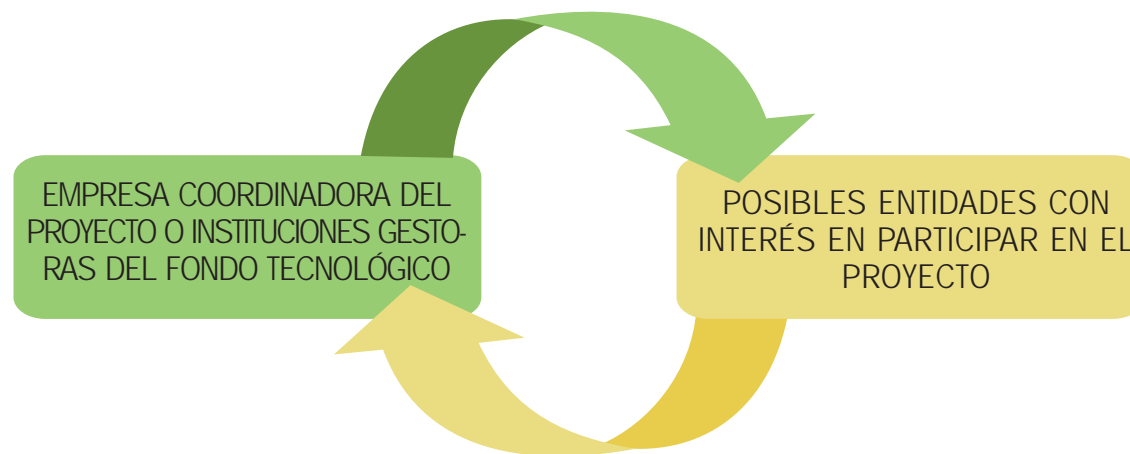 EMPRESA COORDINADORA DEL
PROYECTO O INSTITUCIONES GESTO-
RAS DEL FONDO TECNOLÓGICO
POSIBLES ENTIDADES CON
INTERÉS EN PARTICIPAR EN EL
PROYECTO